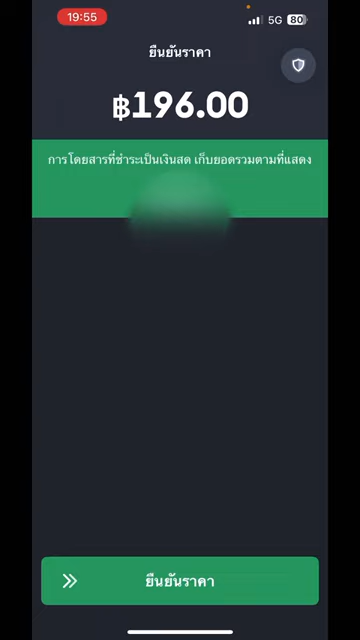 19:55
5G 80
ยืนยันราคา
฿196.00
การโดยสารที่ชำระเป็นเงินสด เก็บยอดรวมตามที่แสดง
ยืนยันราคา